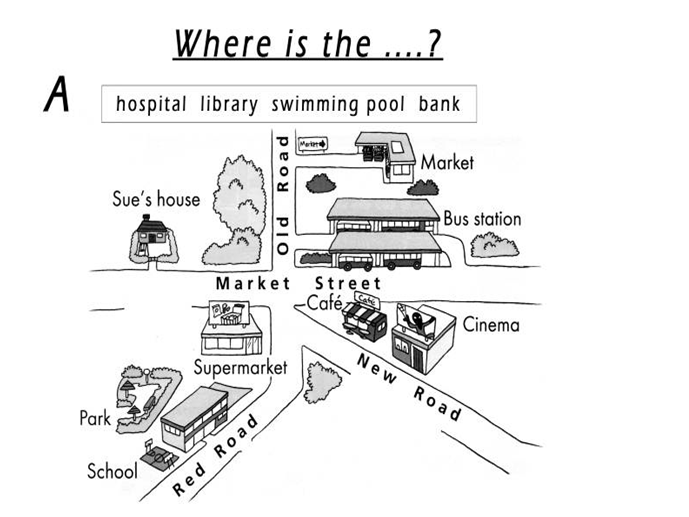 Where is the ....?
A
hospital library swimming pool bank
Market
Old Road
Market
Sue's house
Bus station
Market Street
Café
Café
Cinema
Supermarket
New Road
Park
Red Road
School